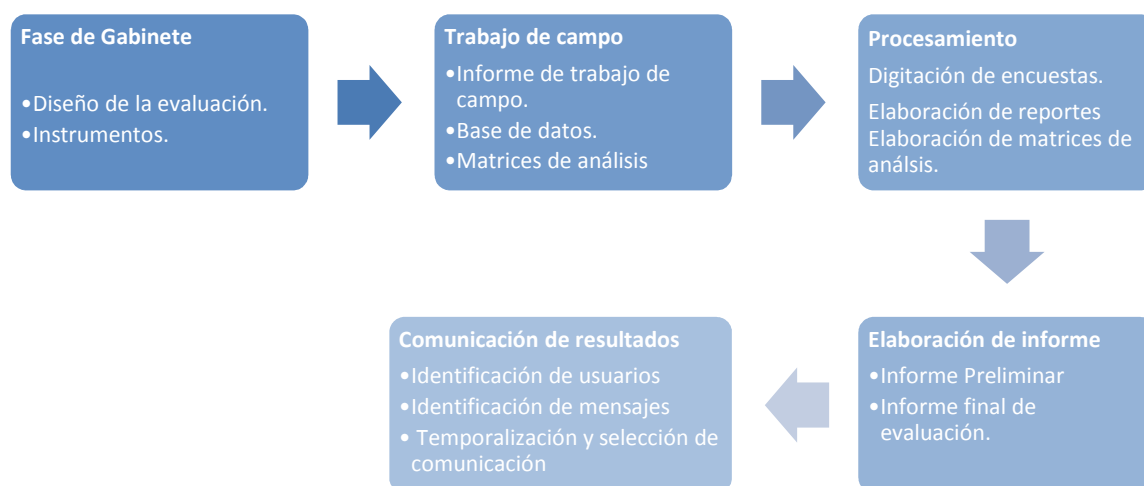 Fase de Gabinete
•Diseño de la evaluación.
•Instrumentos.
Trabajo de campo
•Informe de trabajo de
campo.
•Base de datos.
•Matrices de análisis
Procesamiento
Digitación de encuestas.
Elaboración de reportes
Elaboración de matrices de
análsis.
Elaboración de informe
•Informe Preliminar
•Informe final de
evaluación.
Comunicación de resultados
•Identificación de usuarios
•Identificación de mensajes
• Temporalización y selección de
comunicación